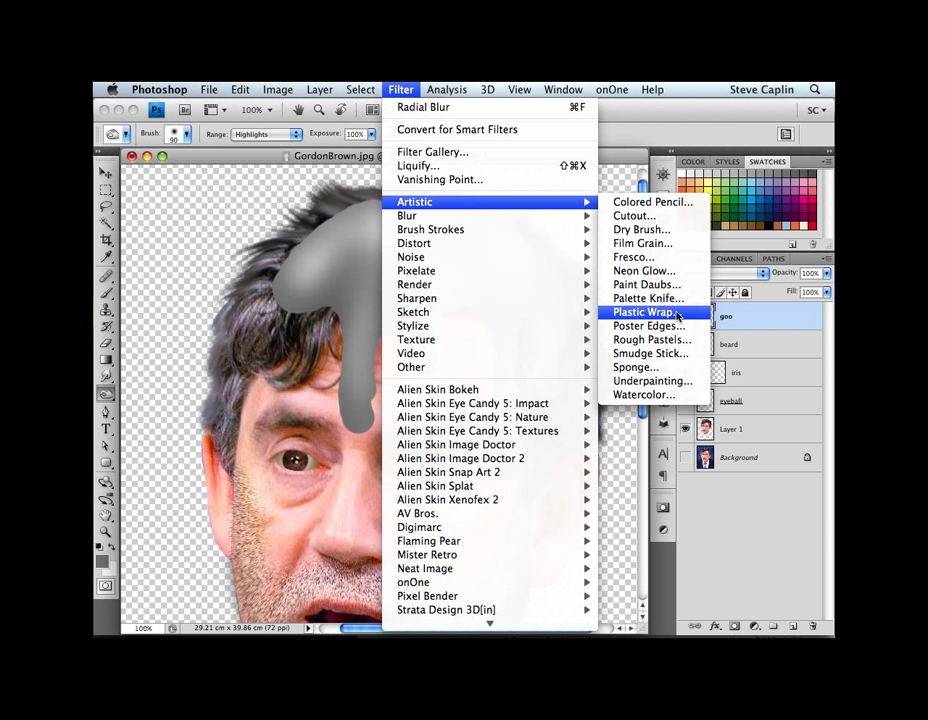 Photoshop File Edit Image Layer Select Filter Analysis 3D View Window onOne Help Steve Caplin
Ps Br 100% SC
Brush: 90 Range: Highlights Exposure: 100%
GordonBrown.jpg @
Radial Blur ⌘F
Convert for Smart Filters
Filter Gallery...
Liquify... ⇧⌘X
Vanishing Point...
Artistic
Blur
Brush Strokes
Distort
Noise
Pixelate
Render
Sharpen
Sketch
Stylize
Texture
Video
Other
Alien Skin Bokeh
Alien Skin Eye Candy 5: Impact
Alien Skin Eye Candy 5: Nature
Alien Skin Eye Candy 5: Textures
Alien Skin Image Doctor
Alien Skin Image Doctor 2
Alien Skin Snap Art 2
Alien Skin Splat
Alien Skin Xenofex 2
AV Bros.
Digimarc
Flaming Pear
Mister Retro
Neat Image
onOne
Pixel Bender
Strata Design 3D[in]
Colored Pencil...
Cutout...
Dry Brush...
Film Grain...
Fresco...
Neon Glow...
Paint Daubs...
Palette Knife...
Plastic Wrap...
Poster Edges...
Rough Pastels...
Smudge Stick...
Sponge...
Underpainting...
Watercolor...
COLOR STYLES SWATCHES
CHANNELS PATHS
Opacity: 100%
Fill: 100%
goo
beard
iris
eyeball
Layer 1
Background
100% 29.21 cm x 39.86 cm (72 ppi)